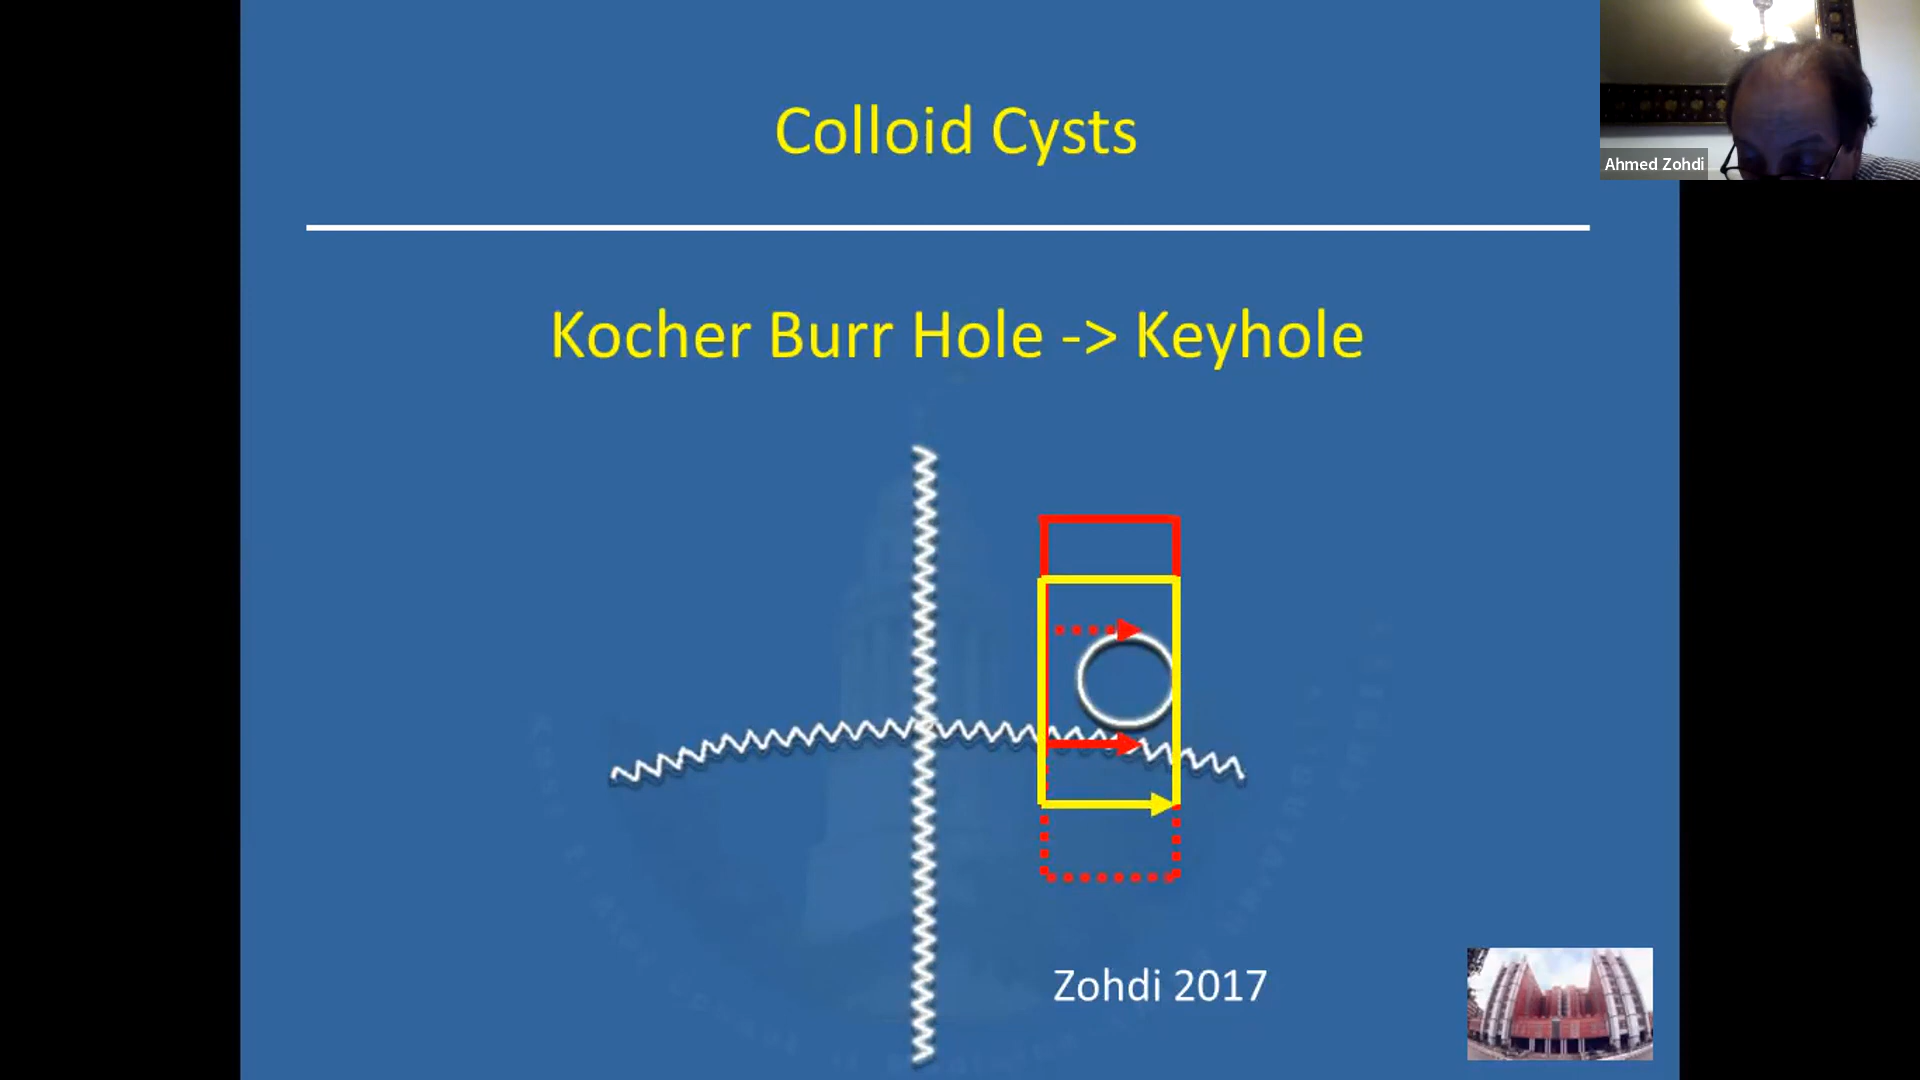 Colloid Cysts
Ahmed Zohdi
Kocher Burr Hole -> Keyhole
Zohdi 2017